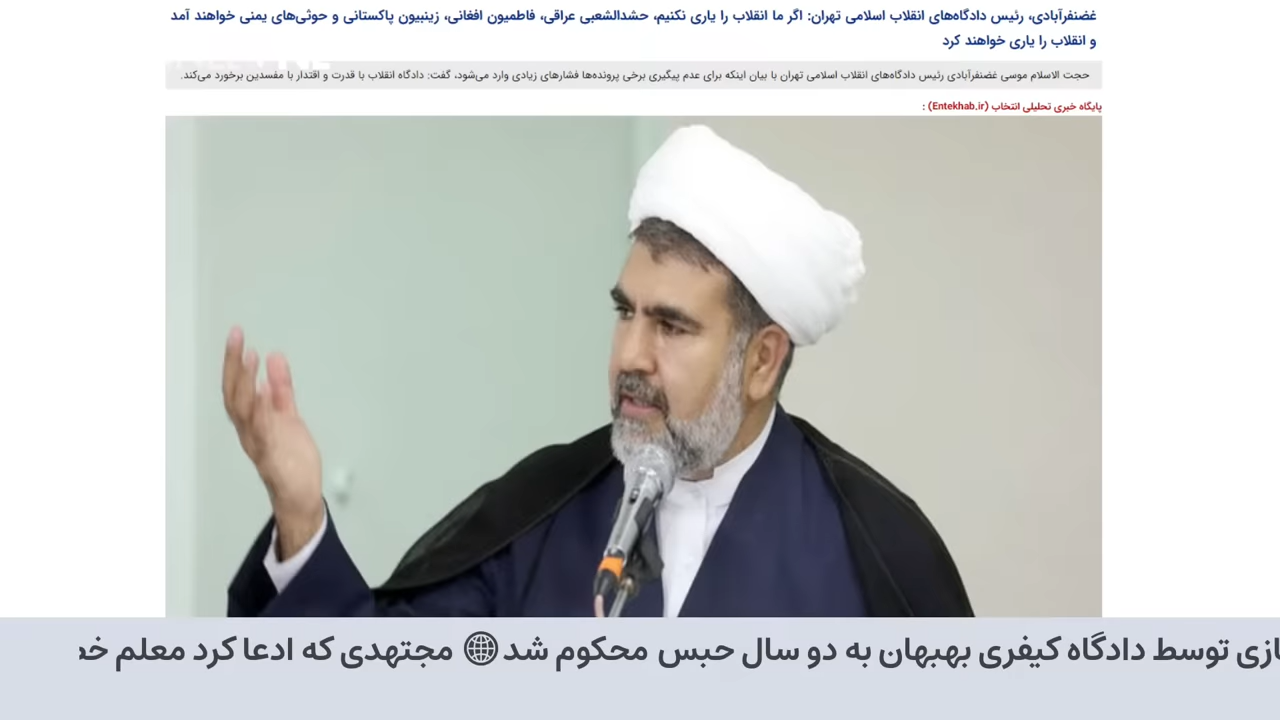 غضنفرآبادی، رئیس دادگاه‌های انقلاب اسلامی تهران: اگر ما انقلاب را یاری نکنیم، حشدالشعبی عراقی، فاطمیون افغانی، زینبیون پاکستانی و حوثی‌های یمنی خواهند آمد
و انقلاب را یاری خواهند کرد
حجت الاسلام موسی غضنفرآبادی رئیس دادگاه‌های انقلاب اسلامی تهران با بیان اینکه برای عدم پیگیری برخی پرونده‌ها فشارهای زیادی وارد می‌شود، گفت: دادگاه انقلاب با قدرت و اقتدار با مفسدین برخورد می‌کند.
پایگاه خبری تحلیلی انتخاب (Entekhab.ir) :
توسط دادگاه کیفری بهبهان به دو سال حبس محکوم شد مجتهدی که ادعا کرد معلم